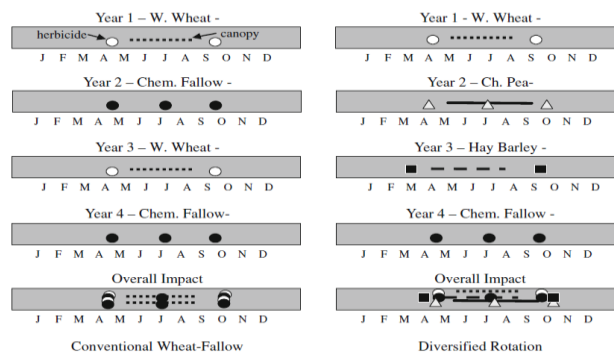 Year 1 – W. Wheat -
herbicide
canopy
J F M A M J J A S O N D
Year 2 – Chem. Fallow -
J F M A M J J A S O N D
Year 3 – W. Wheat -
J F M A M J J A S O N D
Year 4 – Chem. Fallow-
J F M A M J J A S O N D
Overall Impact
J F M A M J J A S O N D
Conventional Wheat-Fallow
Year 1 - W. Wheat -
J F M A M J J A S O N D
Year 2 – Ch. Pea-
J F M A M J J A S O N D
Year 3 – Hay Barley -
J F M A M J J A S O N D
Year 4 – Chem. Fallow -
J F M A M J J A S O N D
Overall Impact
J F M A M J J A S O N D
Diversified Rotation